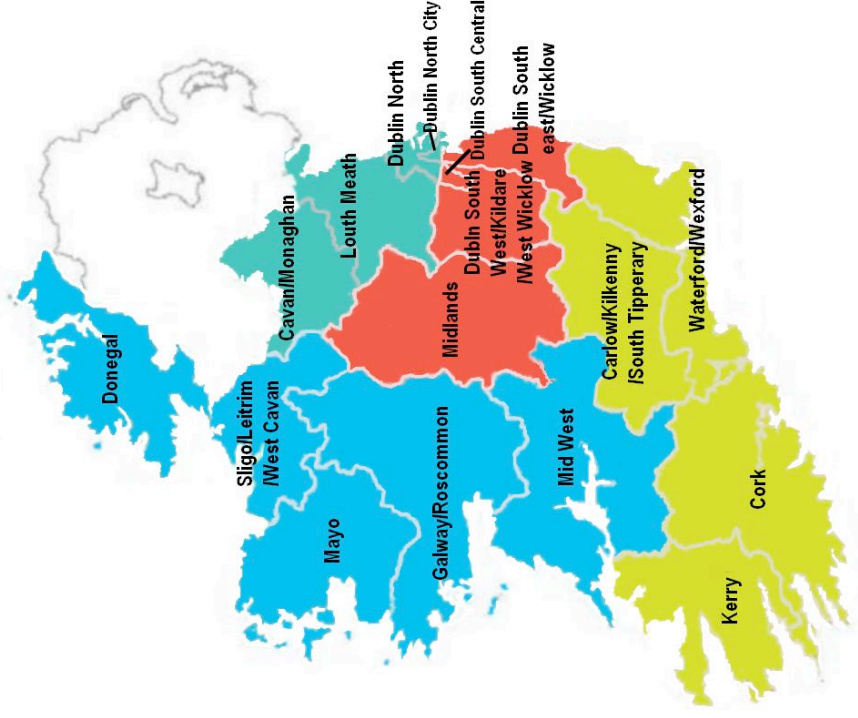 Donegal
Sligo/Leitrim
/West Cavan
Cavan/Monaghan
Louth Meath
Mayo
Galway/Roscommon
Midlands
Dublin North
Dublin North City
Dublin South Central
Dublin South
east/Wicklow
Dubln South
West/Kildare
/West Wicklow
Mid West
Carlow/Kilkenny
/South Tipperary
Waterford/Wexford
Cork
Kerry